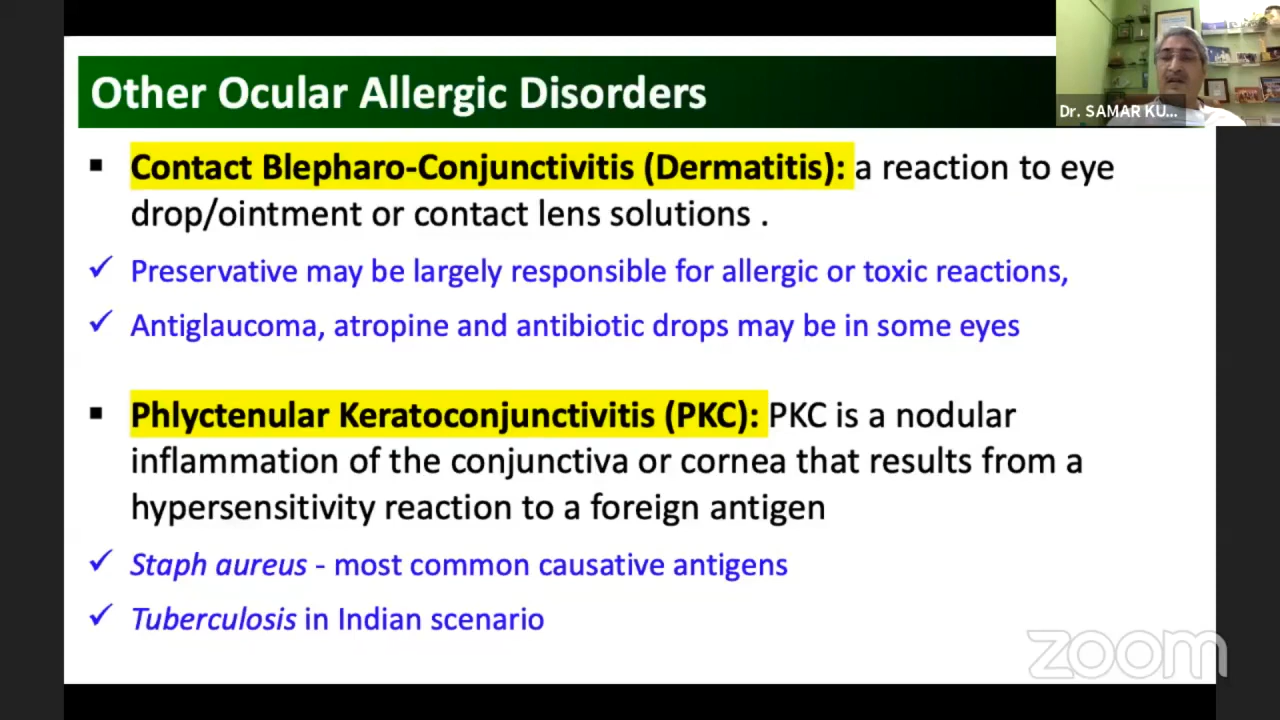 Other Ocular Allergic Disorders
Dr. SAMAR KU...
▪ Contact Blepharo-Conjunctivitis (Dermatitis): a reaction to eye
drop/ointment or contact lens solutions .
✓ Preservative may be largely responsible for allergic or toxic reactions,
✓ Antiglaucoma, atropine and antibiotic drops may be in some eyes
▪ Phlyctenular Keratoconjunctivitis (PKC): PKC is a nodular
inflammation of the conjunctiva or cornea that results from a
hypersensitivity reaction to a foreign antigen
✓ Staph aureus - most common causative antigens
✓ Tuberculosis in Indian scenario
zoom